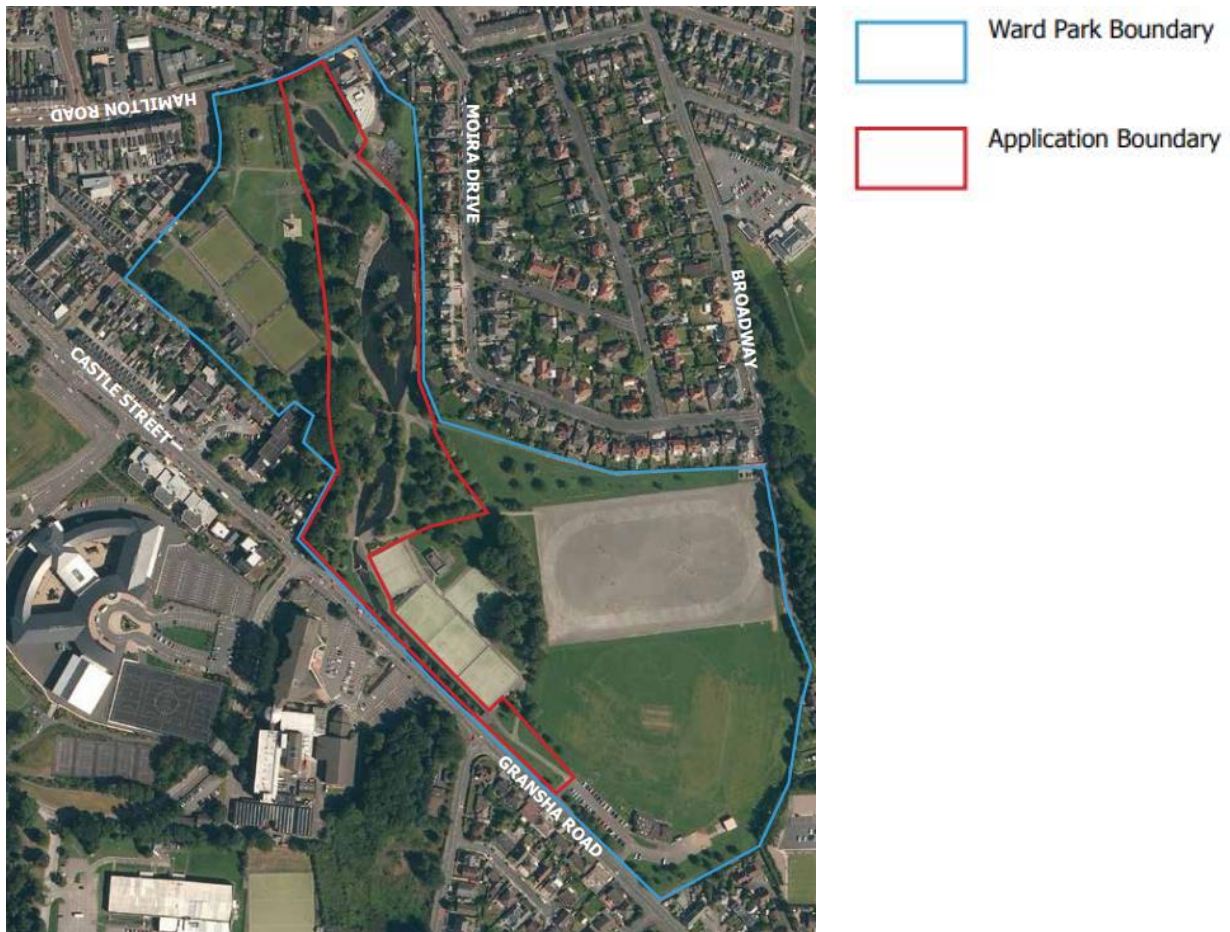 Ward Park Boundary
Application Boundary
HAMILTON ROAD
MOIRA DRIVE
BROADWAY
CASTLE STREET
GRANSHA ROAD